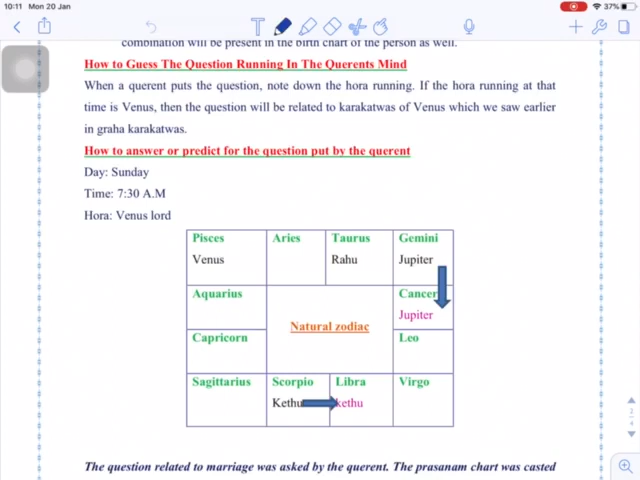 10:11 Mon 20 Jan
37%
combination will be present in the birth chart of the person as well.
How to Guess The Question Running In The Querents Mind
When a querent puts the question, note down the hora running. If the hora running at that
time is Venus, then the question will be related to karakatwas of Venus which we saw earlier
in graha karakatwas.
How to answer or predict for the question put by the querent
Day: Sunday
Time: 7:30 A.M
Hora: Venus lord
Pisces Aries Taurus Gemini
Venus Rahu Jupiter
Aquarius Cancer
Jupiter
Natural zodiac
Capricorn Leo
Sagittarius Scorpio Libra Virgo
Kethu kethu
The question related to marriage was asked by the querent. The prasanam chart was casted
2
4